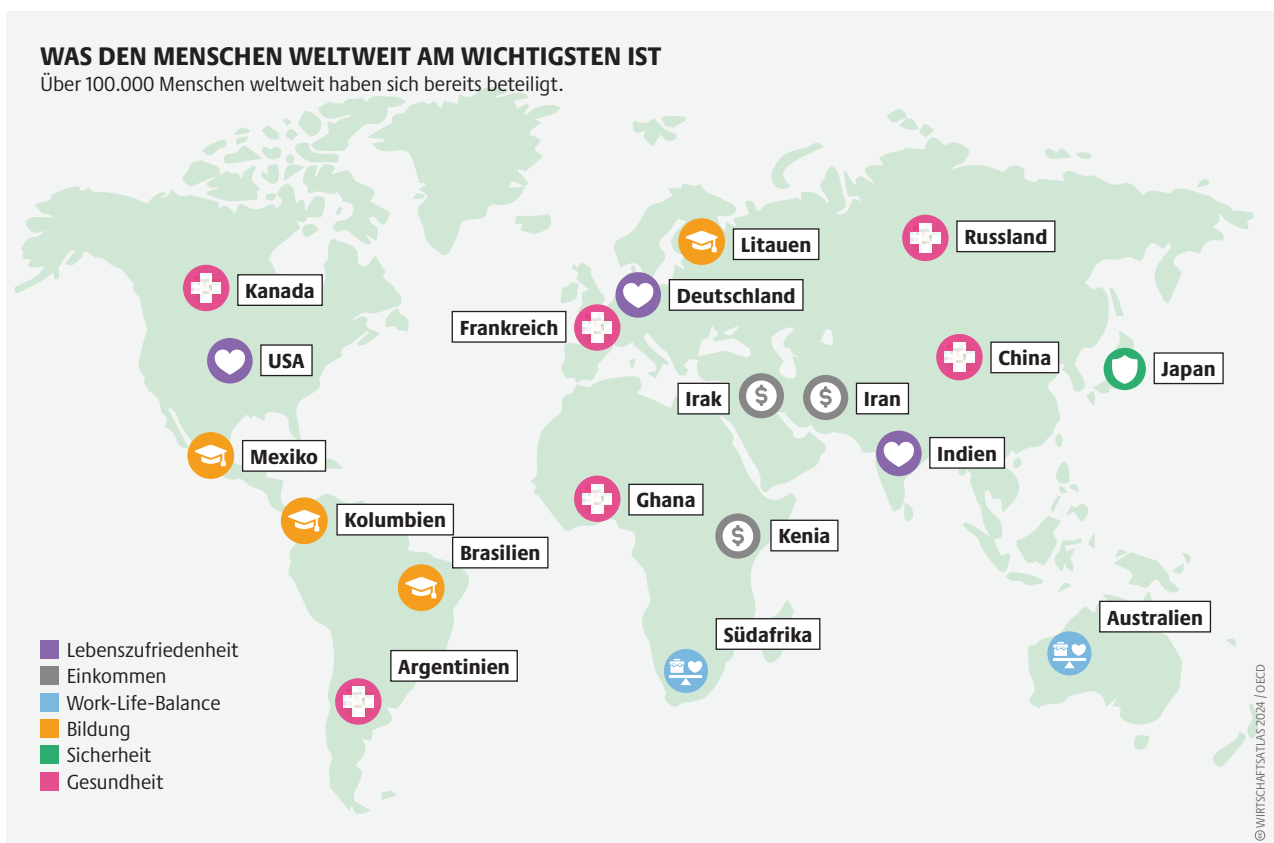 WAS DEN MENSCHEN WELTWEIT AM WICHTIGSTEN IST
Über 100.000 Menschen weltweit haben sich bereits beteiligt.
Litauen
Russland
Kanada
Deutschland
Frankreich
USA
China
Japan
Irak
$
$
Iran
Mexiko
Indien
Ghana
Kolumbien
$
Kenia
Brasilien
Australien
Südafrika
Argentinien
Lebenszufriedenheit
Einkommen
Work-Life-Balance
Bildung
Sicherheit
Gesundheit
cc WIRTSCHAFTSATLAS 2024 / OECD